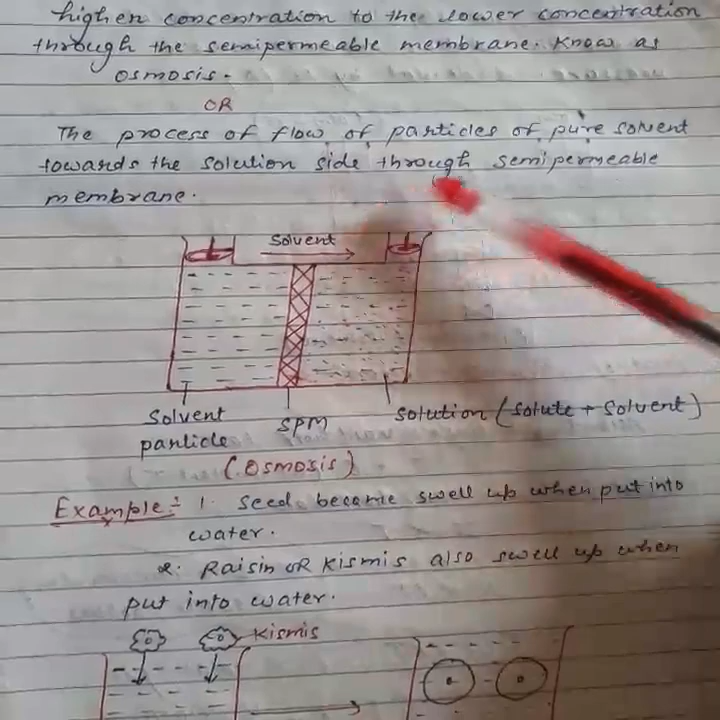 higher concentration to the lower concentration
through the semipermeable membrane. Know as
osmosis.
OR
The process of flow of particles of pure solvent
towards the solution side through semipermeable
membrane.
Solvent
Solvent particle
SPM
Solution (solute + solvent)
(Osmosis)
Example:- 1. Seed became swell up when put into
water.
2. Raisin OR Kismis also swell up when
put into water.
Kismis